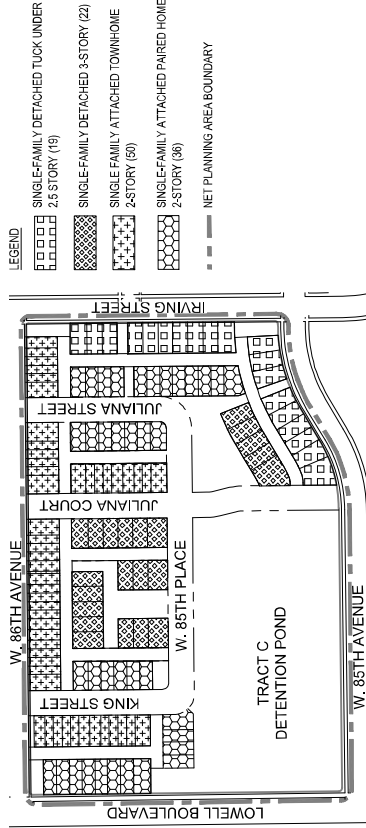 LEGEND
SINGLE-FAMILY DETACHED TUCK UNDER
2.5 STORY (19)
SINGLE-FAMILY DETACHED 3-STORY (22)
SINGLE FAMILY ATTACHED TOWNHOME
2-STORY (50)
SINGLE-FAMILY ATTACHED PAIRED HOME
2-STORY (36)
NET PLANNING AREA BOUNDARY
W. 86TH AVENUE
IRVING STREET
JULIANA STREET
JULIANA COURT
W. 85TH PLACE
KING STREET
TRACT C
DETENTION POND
LOWELL BOULEVARD
W. 85TH AVENUE